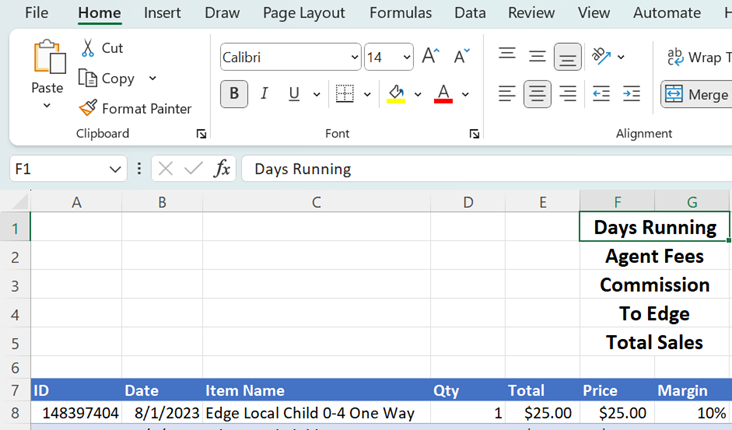 File Home Insert Draw Page Layout Formulas Data Review View Automate H
Cut
Copy
Paste
Format Painter
Clipboard
Calibri 14 A A
B I U A
Font
ab Wrap T
Merge
Alignment
F1 fx Days Running
A B C D E F G
1 Days Running
2 Agent Fees
3 Commission
4 To Edge
5 Total Sales
6
7 ID Date Item Name Qty Total Price Margin
8 148397404 8/1/2023 Edge Local Child 0-4 One Way 1 $25.00 $25.00 10%